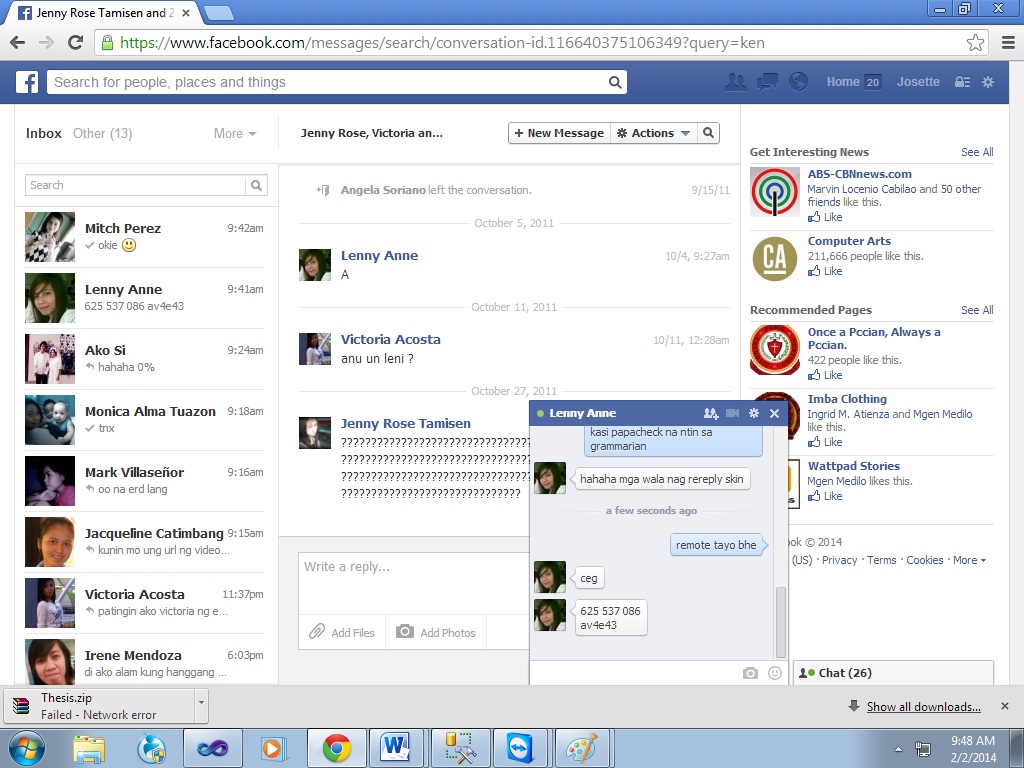 Jenny Rose Tamisen and 2
https://www.facebook.com/messages/search/conversation-id.116640375106349?query=ken
Search for people, places and things
Home 20 Josette
Inbox Other (13) More
Search
Mitch Perez 9:42am
okie
Lenny Anne 9:41am
625 537 086 av4e43
Ako Si 9:24am
hahaha 0%
Monica Alma Tuazon 9:18am
tnx
Mark Villaseñor 9:16am
oo na erd lang
Jacqueline Catimbang 9:15am
kunin mo ung url ng video...
Victoria Acosta 11:37pm
patingin ako victoria ng e...
Irene Mendoza 6:03pm
di ako alam kung hanggang ...
Jenny Rose, Victoria an...
+ New Message Actions
Angela Soriano left the conversation. 9/15/11
October 5, 2011
Lenny Anne 10/4, 9:27am
A
October 11, 2011
Victoria Acosta 10/11, 12:28am
anu un leni ?
October 27, 2011
Jenny Rose Tamisen
????????????????????????????????
????????????????????????????????
????????????????????????????????
??????????????????????????????
Write a reply...
Add Files Add Photos
Lenny Anne
kasi papacheck na ntin sa
grammarian
hahaha mga wala nag rereply skin
a few seconds ago
remote tayo bhe
ceg
625 537 086
av4e43
Get Interesting News See All
ABS-CBNnews.com
Marvin Locenio Cabilao and 50 other
friends like this.
Like
CA
Computer Arts
211,666 people like this.
Like
Recommended Pages See All
Once a Pccian, Always a
Pccian.
422 people like this.
Like
Imba Clothing
Ingrid M. Atienza and Mgen Medilo
like this.
Like
Wattpad Stories
Mgen Medilo likes this.
Like
© 2014
(US) · Privacy · Terms · Cookies · More
Chat (26)
Thesis.zip
Failed - Network error
Show all downloads...
9:48 AM
2/2/2014